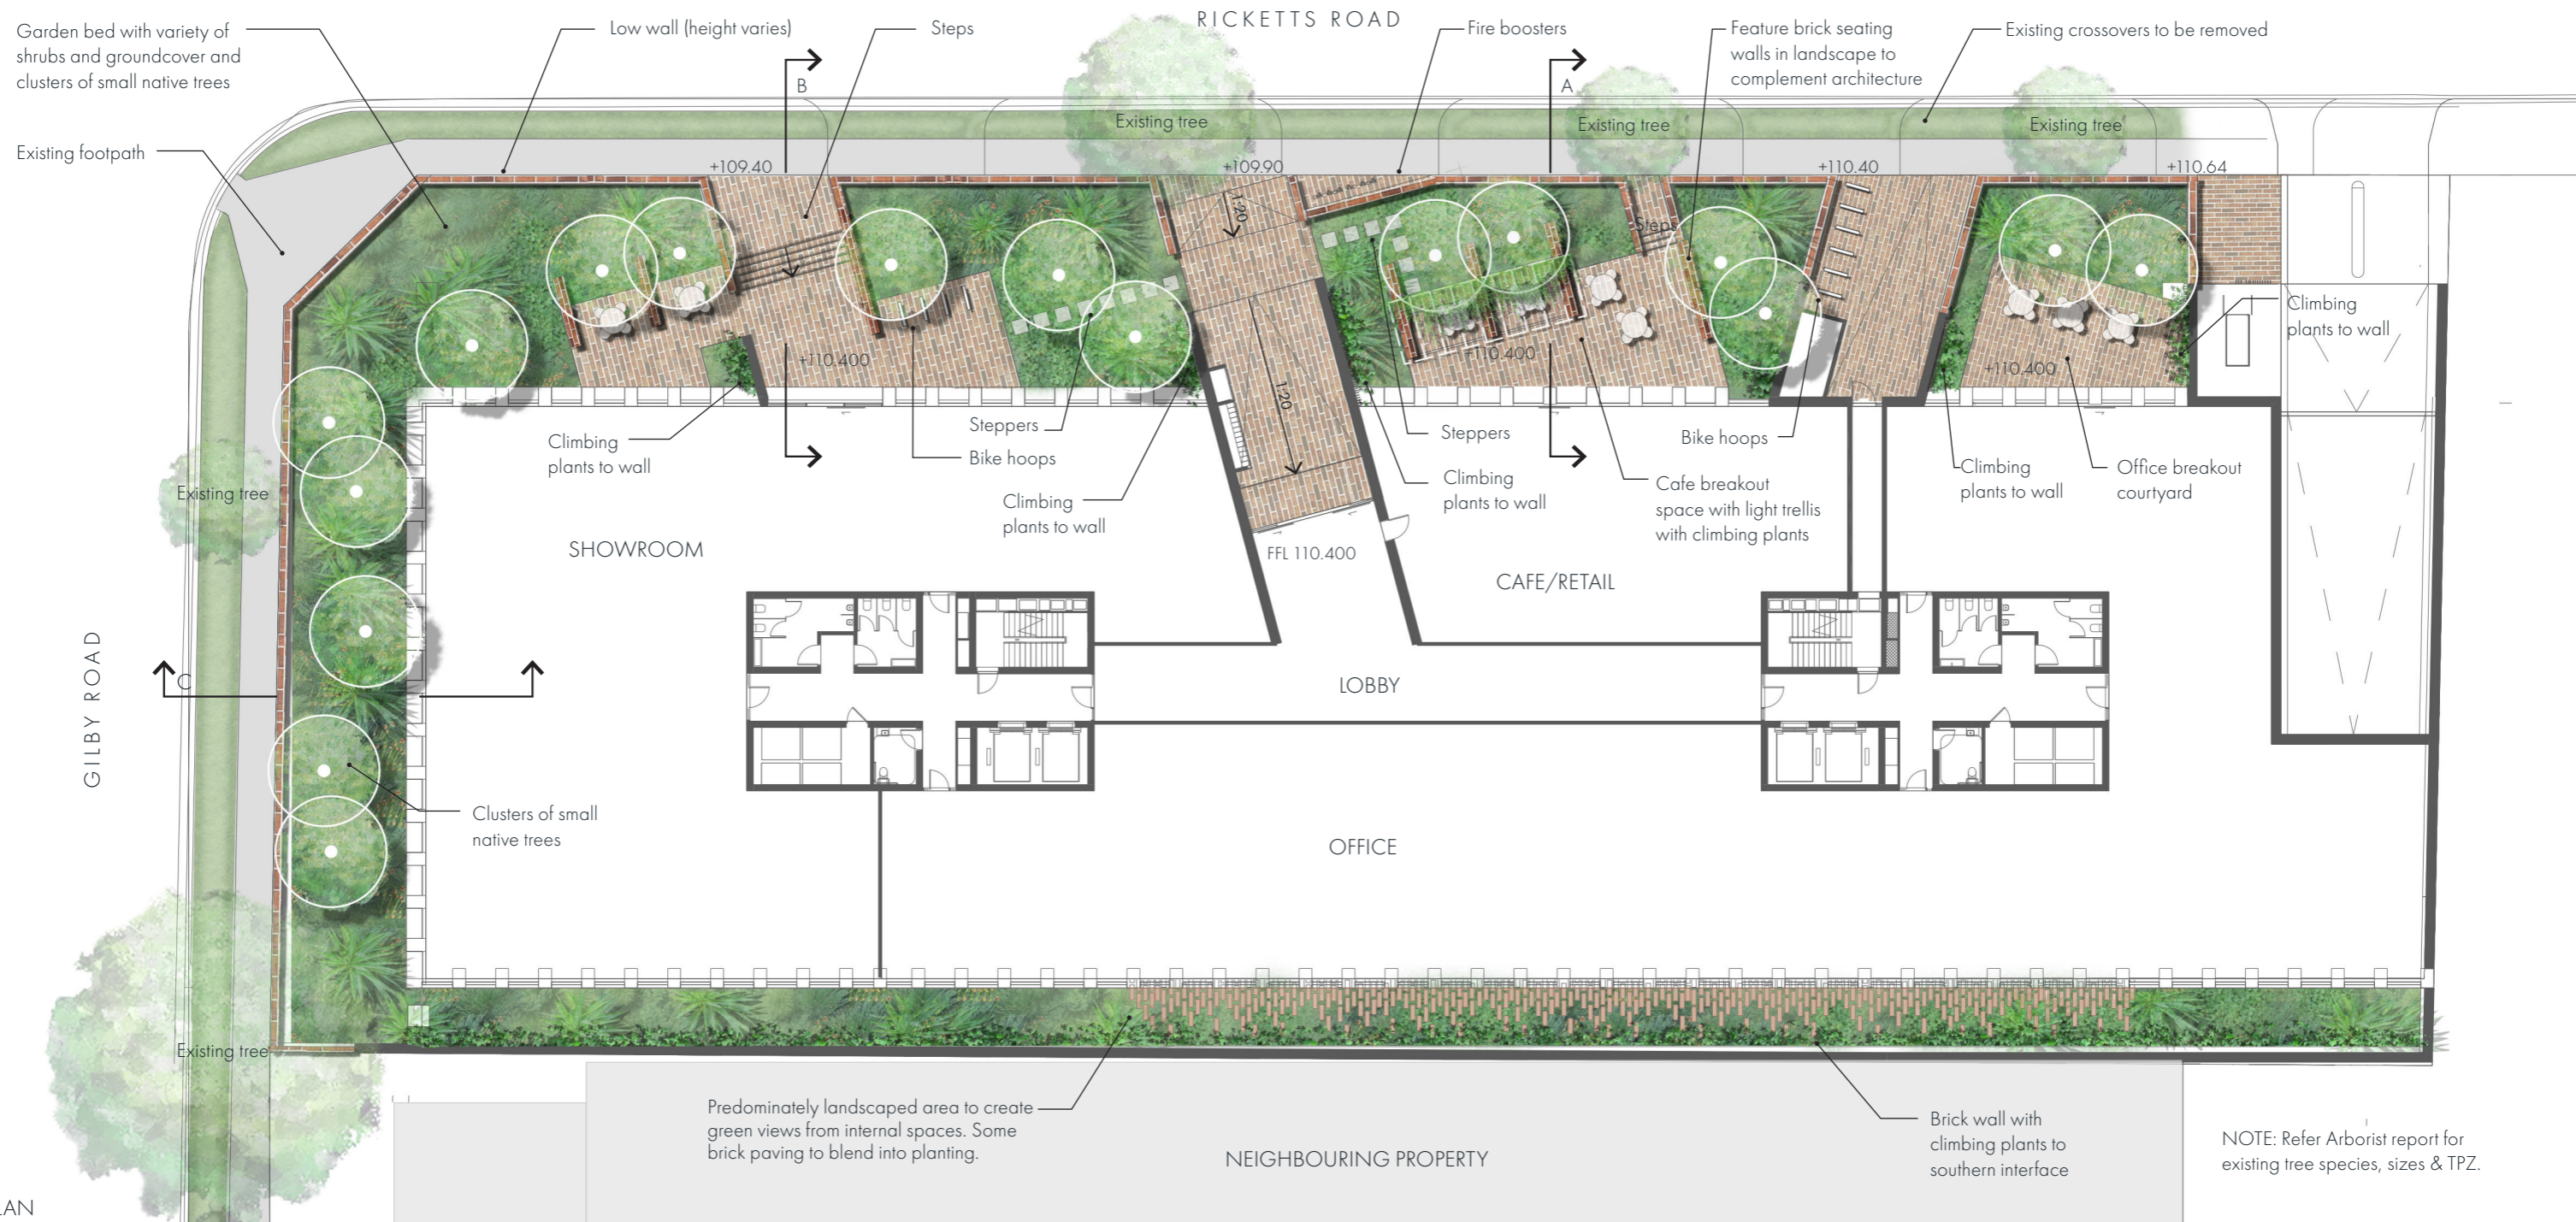 RICKETTS ROAD
Garden bed with variety of
shrubs and groundcover and
clusters of small native trees
Low wall (height varies)
Steps
Fire boosters
Feature brick seating
walls in landscape to
complement architecture
Existing crossovers to be removed
B
A
Existing tree
Existing tree
Existing tree
Existing footpath
+109.40
+109.90
+110.40
+110.64
1:20
Steps
Climbing
plants to wall
+110.400
+110.400
+110.400
1:20
Climbing
plants to wall
Steppers
Bike hoops
Climbing
plants to wall
Steppers
Climbing
plants to wall
Bike hoops
Cafe breakout
space with light trellis
with climbing plants
Climbing
plants to wall
Office breakout
courtyard
Existing tree
SHOWROOM
FFL 110.400
CAFE/RETAIL
GILBY ROAD
C
LOBBY
Clusters of small
native trees
OFFICE
Existing tree
Predominately landscaped area to create
green views from internal spaces. Some
brick paving to blend into planting.
NEIGHBOURING PROPERTY
Brick wall with
climbing plants to
southern interface
NOTE: Refer Arborist report for
existing tree species, sizes & TPZ.